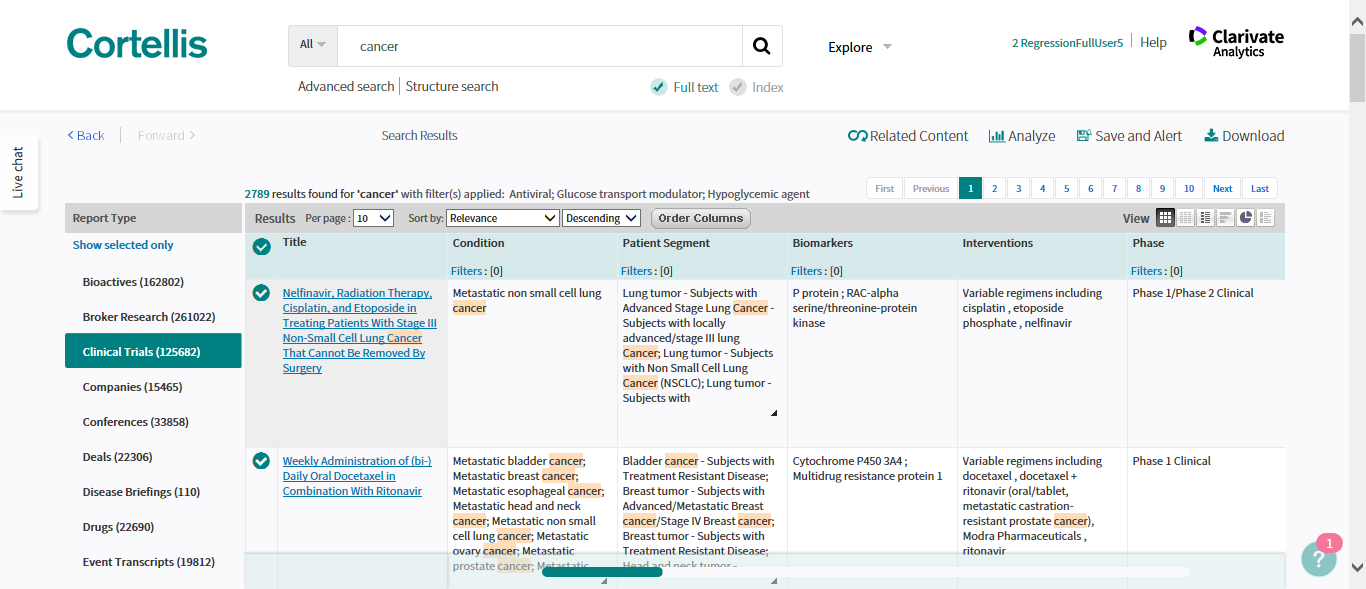 Cortellis
All
cancer
Explore
2 RegressionFullUser5
Help
Clarivate
Analytics
Advanced search
Structure search
Full text
Index
Back
Forward
Search Results
Related Content
Analyze
Save and Alert
Download
Live chat
2789 results found for 'cancer' with filter(s) applied: Antiviral; Glucose transport modulator; Hypoglycemic agent
First Previous 1 2 3 4 5 6 7 8 9 10 Next Last
Report Type
Results Per page: 10 Sort by: Relevance Descending Order Columns View
Show selected only
Bioactives (162802)
Broker Research (261022)
Clinical Trials (125682)
Companies (15465)
Conferences (33858)
Deals (22306)
Disease Briefings (110)
Drugs (22690)
Event Transcripts (19812)
Title
Condition
Filters : [0]
Patient Segment
Filters : [0]
Biomarkers
Filters : [0]
Interventions
Phase
Filters : [0]
Nelfinavir, Radiation Therapy,
Cisplatin, and Etoposide in
Treating Patients With Stage III
Non-Small Cell Lung Cancer
That Cannot Be Removed By
Surgery
Metastatic non small cell lung
cancer
Lung tumor - Subjects with
Advanced Stage Lung Cancer -
Subjects with locally
advanced/stage III lung
Cancer; Lung tumor - Subjects
with Non Small Cell Lung
Cancer (NSCLC); Lung tumor -
Subjects with
P protein ; RAC-alpha
serine/threonine-protein
kinase
Variable regimens including
cisplatin , etoposide
phosphate , nelfinavir
Phase 1/Phase 2 Clinical
Weekly Administration of (bi-)
Daily Oral Docetaxel in
Combination With Ritonavir
Metastatic bladder cancer;
Metastatic breast cancer;
Metastatic esophageal cancer;
Metastatic head and neck
cancer; Metastatic non small
cell lung cancer; Metastatic
ovary cancer; Metastatic
prostate cancer; Metastatic
Bladder cancer - Subjects with
Treatment Resistant Disease;
Breast tumor - Subjects with
Advanced/Metastatic Breast
cancer/Stage IV Breast cancer;
Breast tumor - Subjects with
Treatment Resistant Disease;
Head and neck tumor -
Cytochrome P450 3A4 ;
Multidrug resistance protein 1
Variable regimens including
docetaxel , docetaxel +
ritonavir (oral/tablet,
metastatic castration-
resistant prostate cancer),
Modra Pharmaceuticals ,
ritonavir
Phase 1 Clinical
1
?